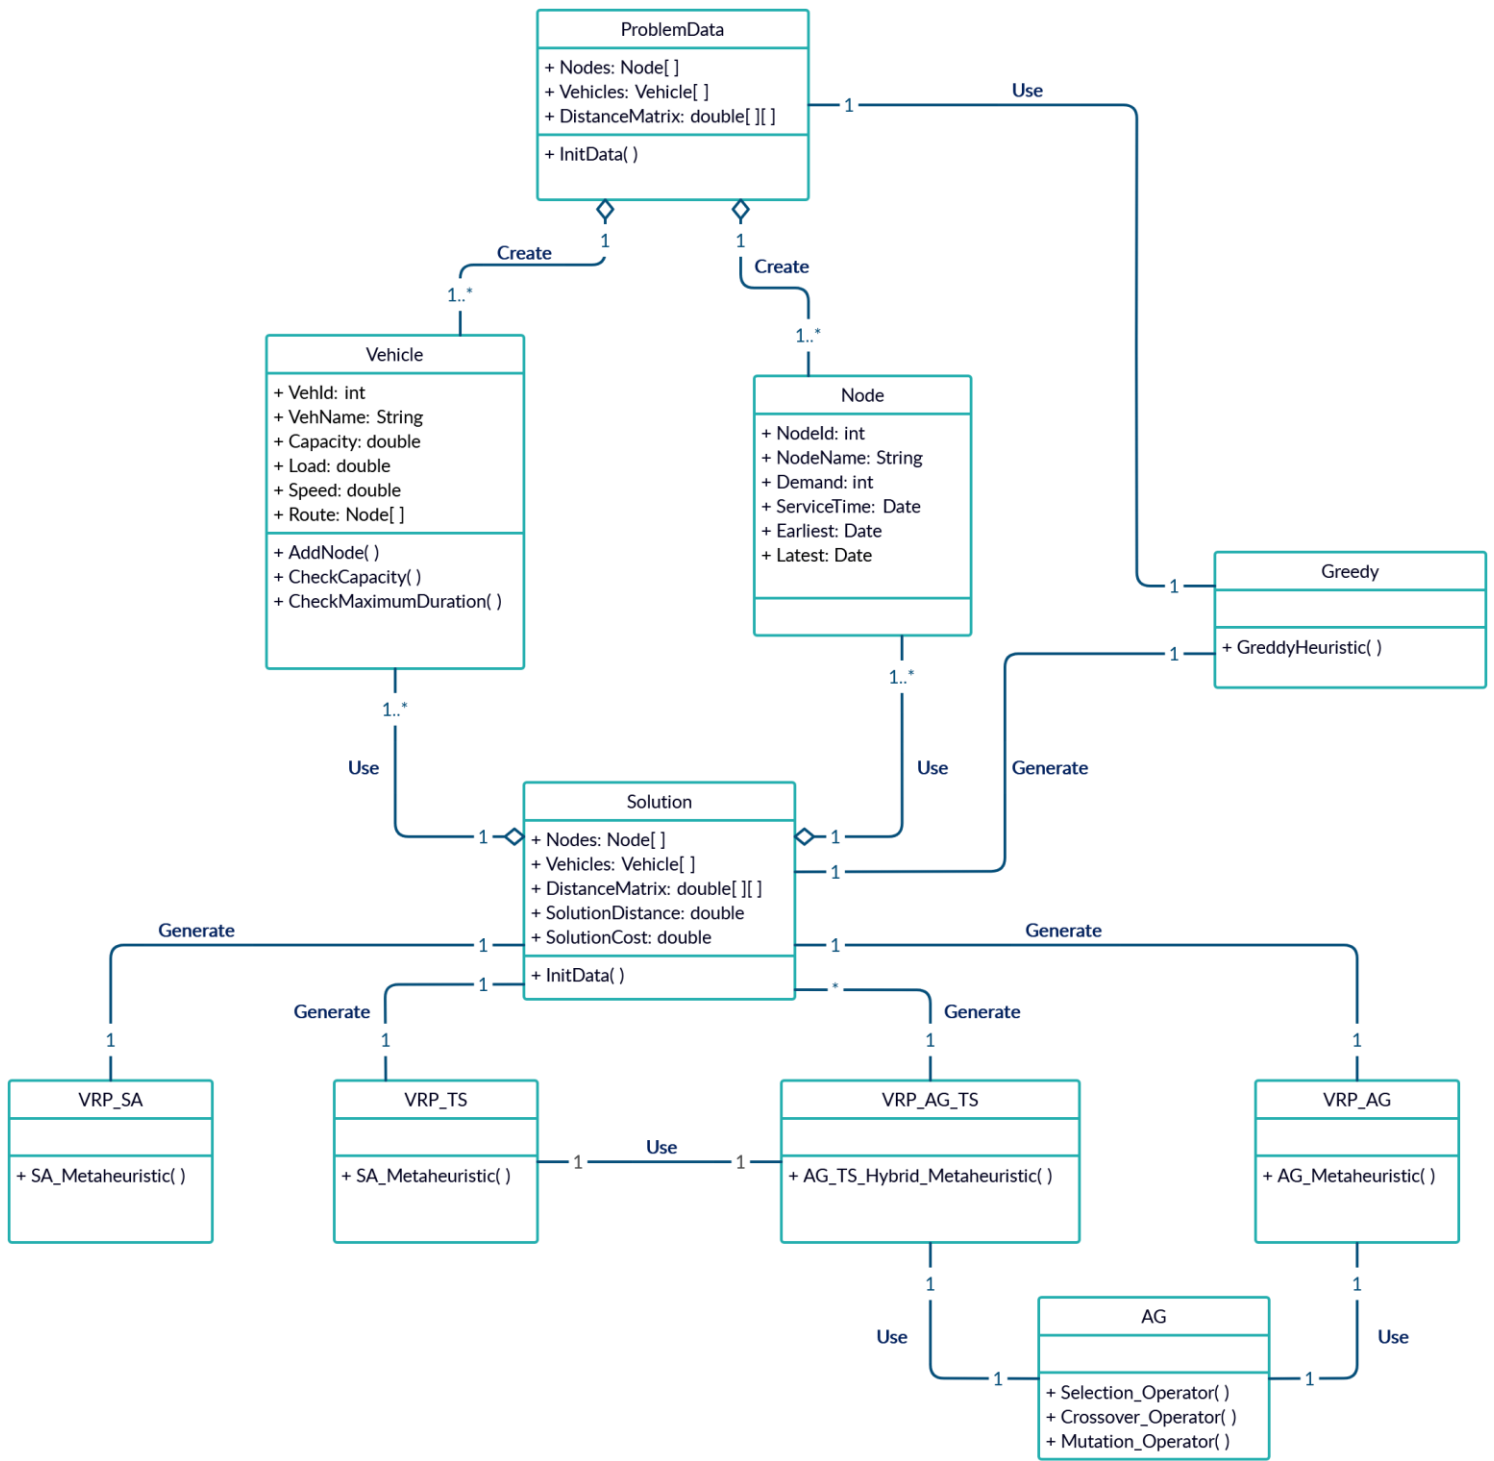 ProblemData
+ Nodes: Node[ ]
+ Vehicles: Vehicle[ ]
+ DistanceMatrix: double[ ][ ]
+ InitData( )
1
Use
1
1
Create
Create
1..*
1..*
Vehicle
+ VehId: int
+ VehName: String
+ Capacity: double
+ Load: double
+ Speed: double
+ Route: Node[ ]
+ AddNode( )
+ CheckCapacity( )
+ CheckMaximumDuration( )
Node
+ NodeId: int
+ NodeName: String
+ Demand: int
+ ServiceTime: Date
+ Earliest: Date
+ Latest: Date
1
Greedy
+ GreddyHeuristic( )
1
1..*
1..*
Use
Use
Generate
1
1
1
Solution
+ Nodes: Node[ ]
+ Vehicles: Vehicle[ ]
+ DistanceMatrix: double[ ][ ]
+ SolutionDistance: double
+ SolutionCost: double
+ InitData( )
Generate
1
1
Generate
1
*
Generate
Generate
1
1
1
1
VRP_SA
+ SA_Metaheuristic( )
VRP_TS
+ SA_Metaheuristic( )
1
Use
1
VRP_AG_TS
+ AG_TS_Hybrid_Metaheuristic( )
VRP_AG
+ AG_Metaheuristic( )
1
1
Use
Use
1
1
AG
+ Selection_Operator( )
+ Crossover_Operator( )
+ Mutation_Operator( )